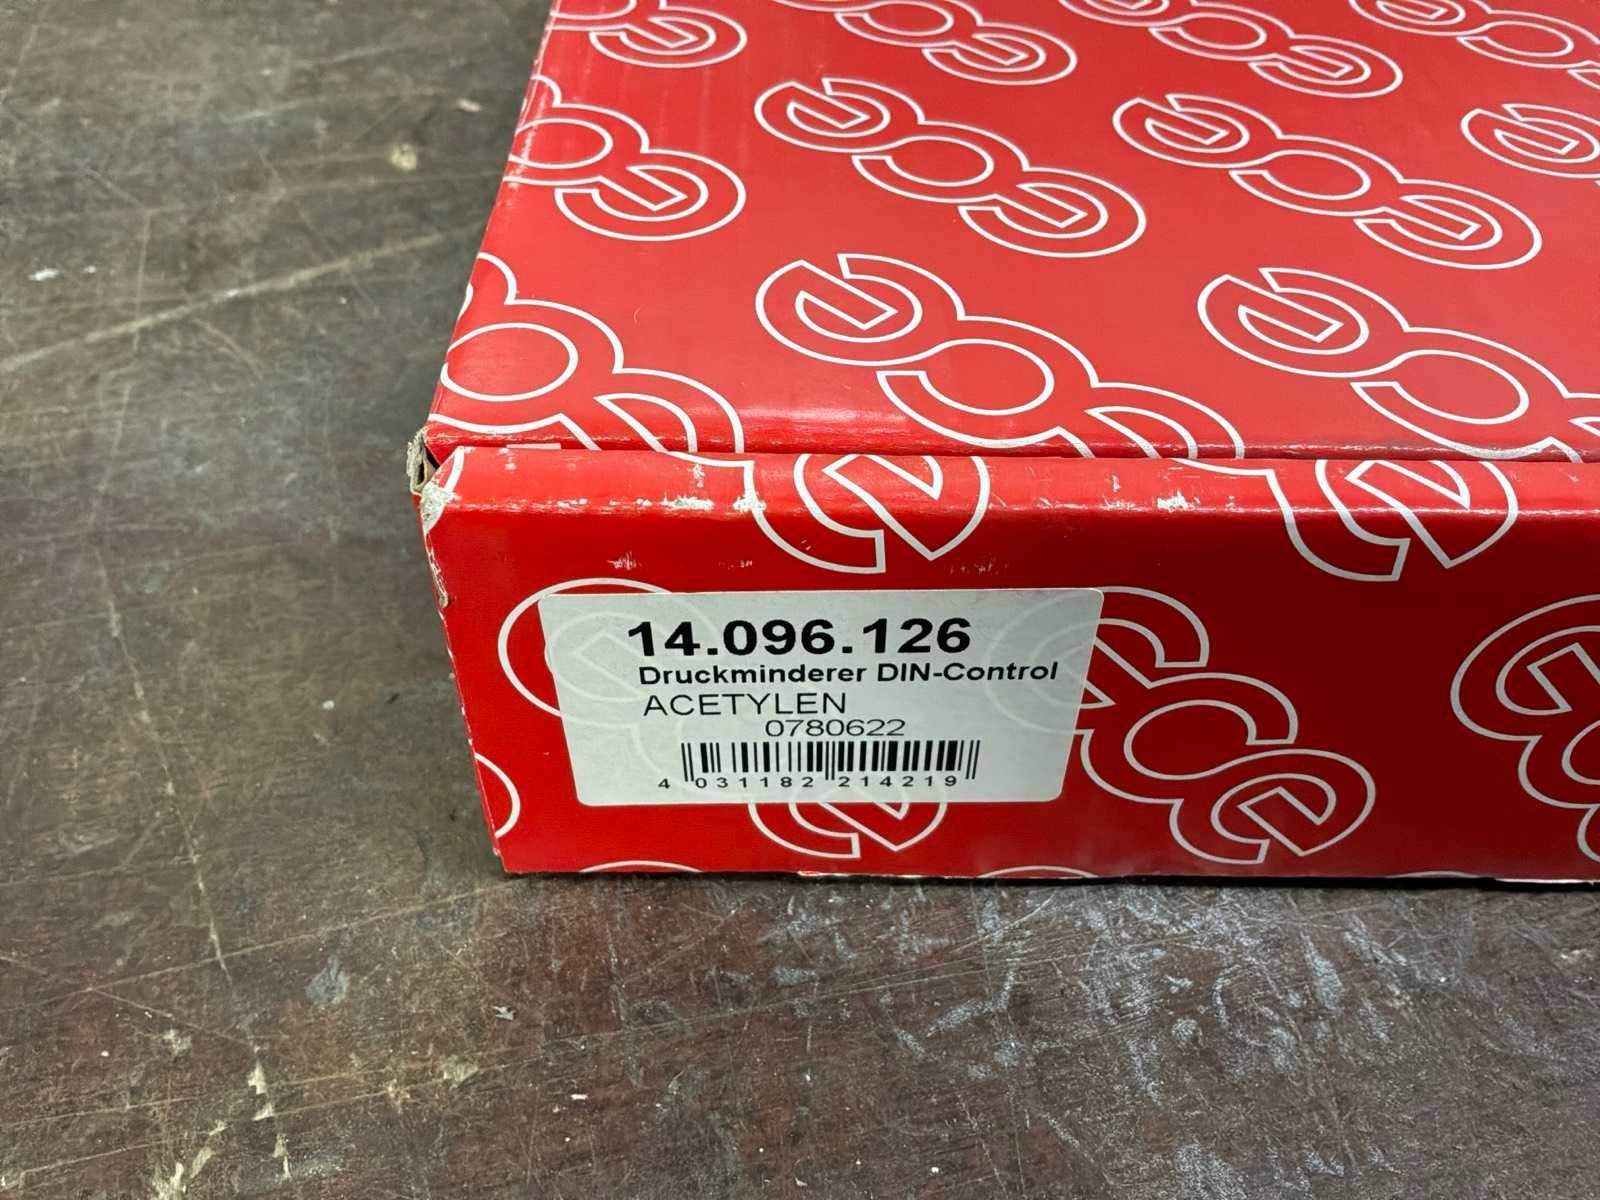 14.096.126
Druckminderer DIN-Control
ACETYLEN
0780622
4 031182 214219